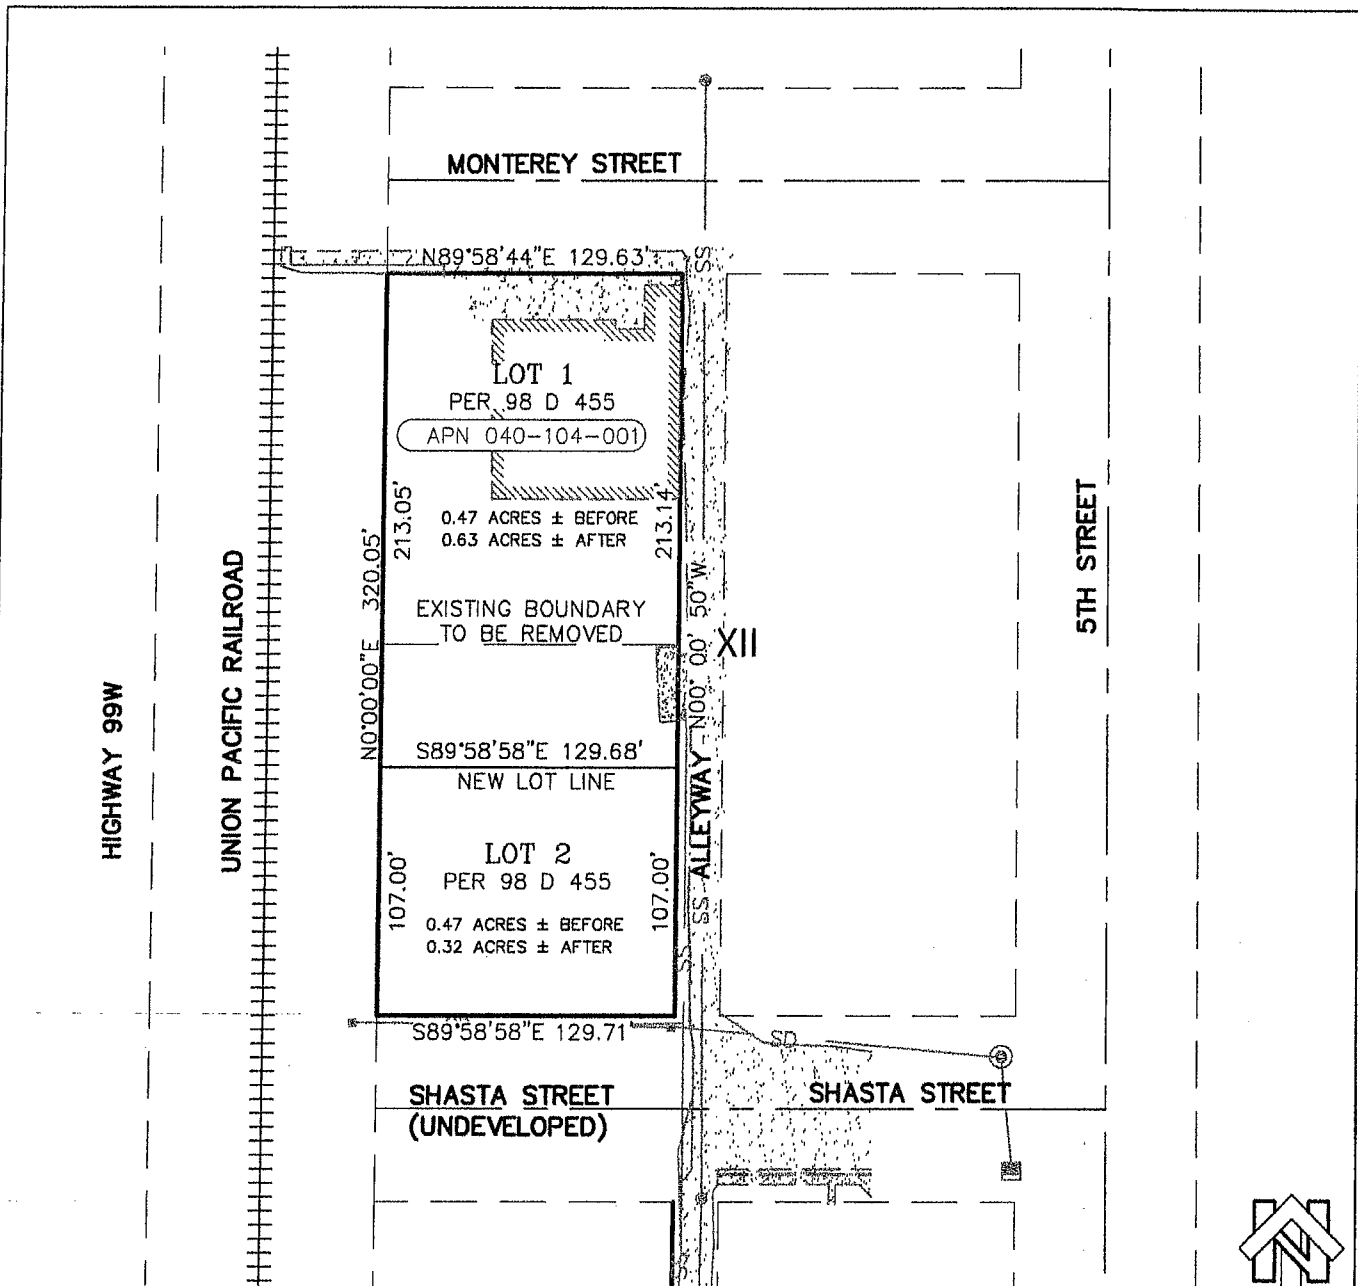 MONTEREY STREET
N89°58'44"E 129.63'
SS
LOT 1
PER 98 D 455
APN 040-104-001
213.05'
213.14'
0.47 ACRES ± BEFORE
0.63 ACRES ± AFTER
320.05'
N0°00'00"E
EXISTING BOUNDARY
TO BE REMOVED
N00° 00' 50"W
XII
5TH STREET
UNION PACIFIC RAILROAD
HIGHWAY 99W
S89°58'58"E 129.68'
NEW LOT LINE
ALLEYWAY
LOT 2
PER 98 D 455
107.00'
107.00'
0.47 ACRES ± BEFORE
0.32 ACRES ± AFTER
SS
S89°58'58"E 129.71'
SD
SHASTA STREET
(UNDEVELOPED)
SHASTA STREET
N